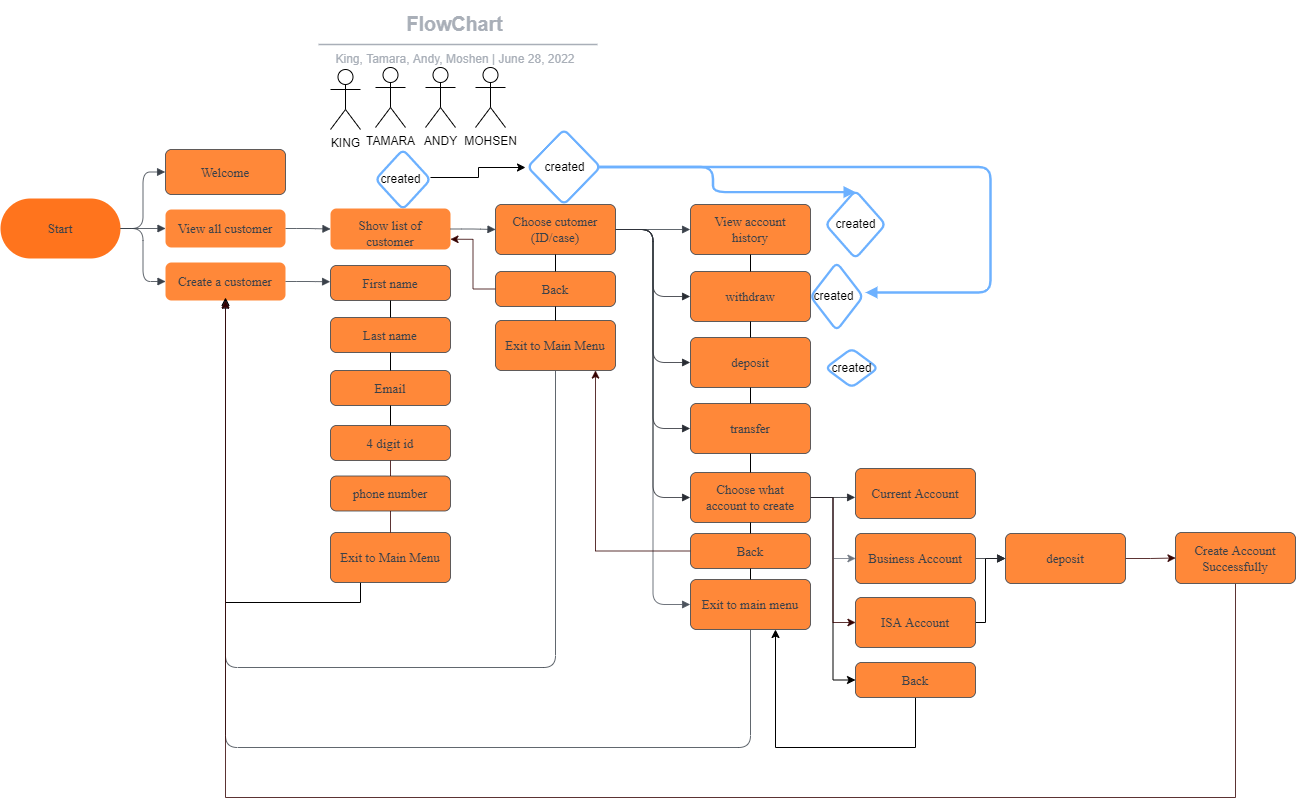 FlowChart
King, Tamara, Andy, Moshen | June 28, 2022
KING
TAMARA
ANDY
MOHSEN
created
created
Welcome
Start
View all customer
Show list of
customer
Choose cutomer
(ID/case)
View account
history
created
Create a customer
First name
Back
withdraw
created
Last name
Exit to Main Menu
deposit
created
Email
transfer
4 digit id
phone number
Choose what
account to create
Current Account
Exit to Main Menu
Back
Business Account
deposit
Create Account
Successfully
Exit to main menu
ISA Account
Back